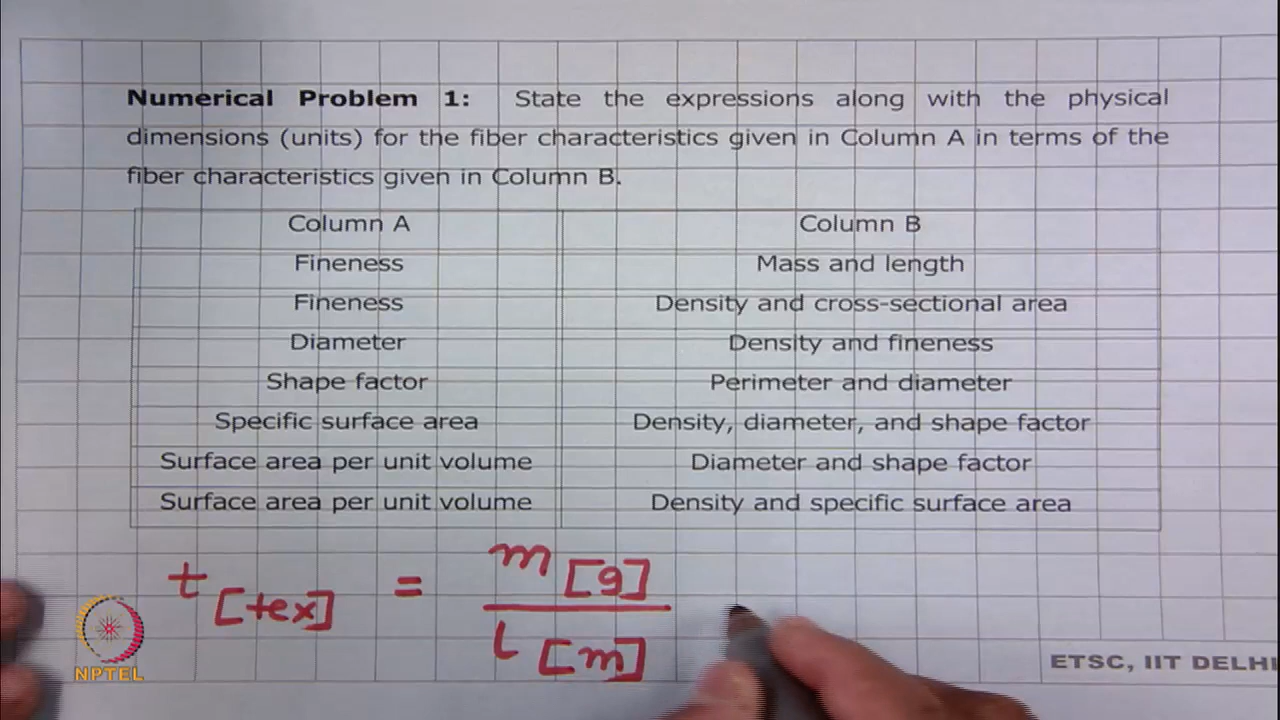 Numerical Problem 1: State the expressions along with the physical
dimensions (units) for the fiber characteristics given in Column A in terms of the
fiber characteristics given in Column B.
Column A Column B
Fineness Mass and length
Fineness Density and cross-sectional area
Diameter Density and fineness
Shape factor Perimeter and diameter
Specific surface area Density, diameter, and shape factor
Surface area per unit volume Diameter and shape factor
Surface area per unit volume Density and specific surface area
t [tex] = m [g]
l [m]
NPTEL
ETSC, IIT DELHI